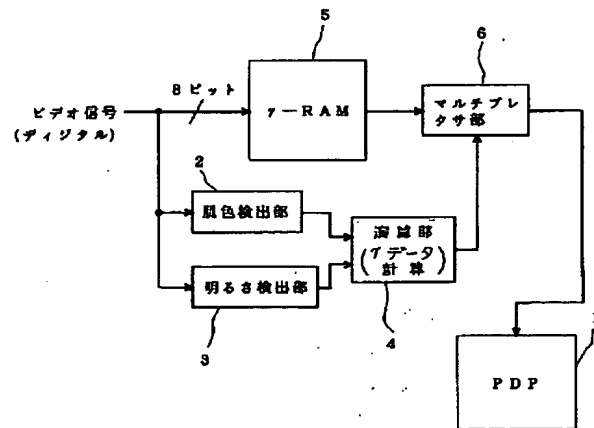 5
6
8ビット
ビデオ信号
(ディジタル)
γ－RAM
マルチプレ
クサ部
2
肌色検出部
演算部
(γデータ
計算)
明るさ検出部
3
4
PDP